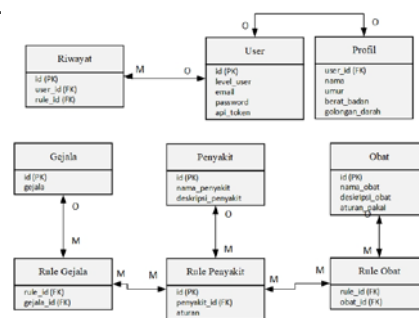 O
O
Riwayat
id (PK)
user_id (FK)
rule_id (FK)
M
O
User
id (PK)
level_user
email
password
api_token
Profil
user_id (FK)
nama
umur
berat_badan
golongan_darah
Gejala
id (PK)
gejala
Penyakit
id (PK)
nama_penyakit
deskripsi_penyakit
Obat
id (PK)
nama_obat
deskripsi_obat
aturan_pakai
O
O
O
M
M
M
Rule Gejala
rule_id (FK)
gejala_id (FK)
M
M
Rule Penyakit
id (PK)
penyakit_id (FK)
aturan
M
M
Rule Obat
rule_id (FK)
obat_id (FK)